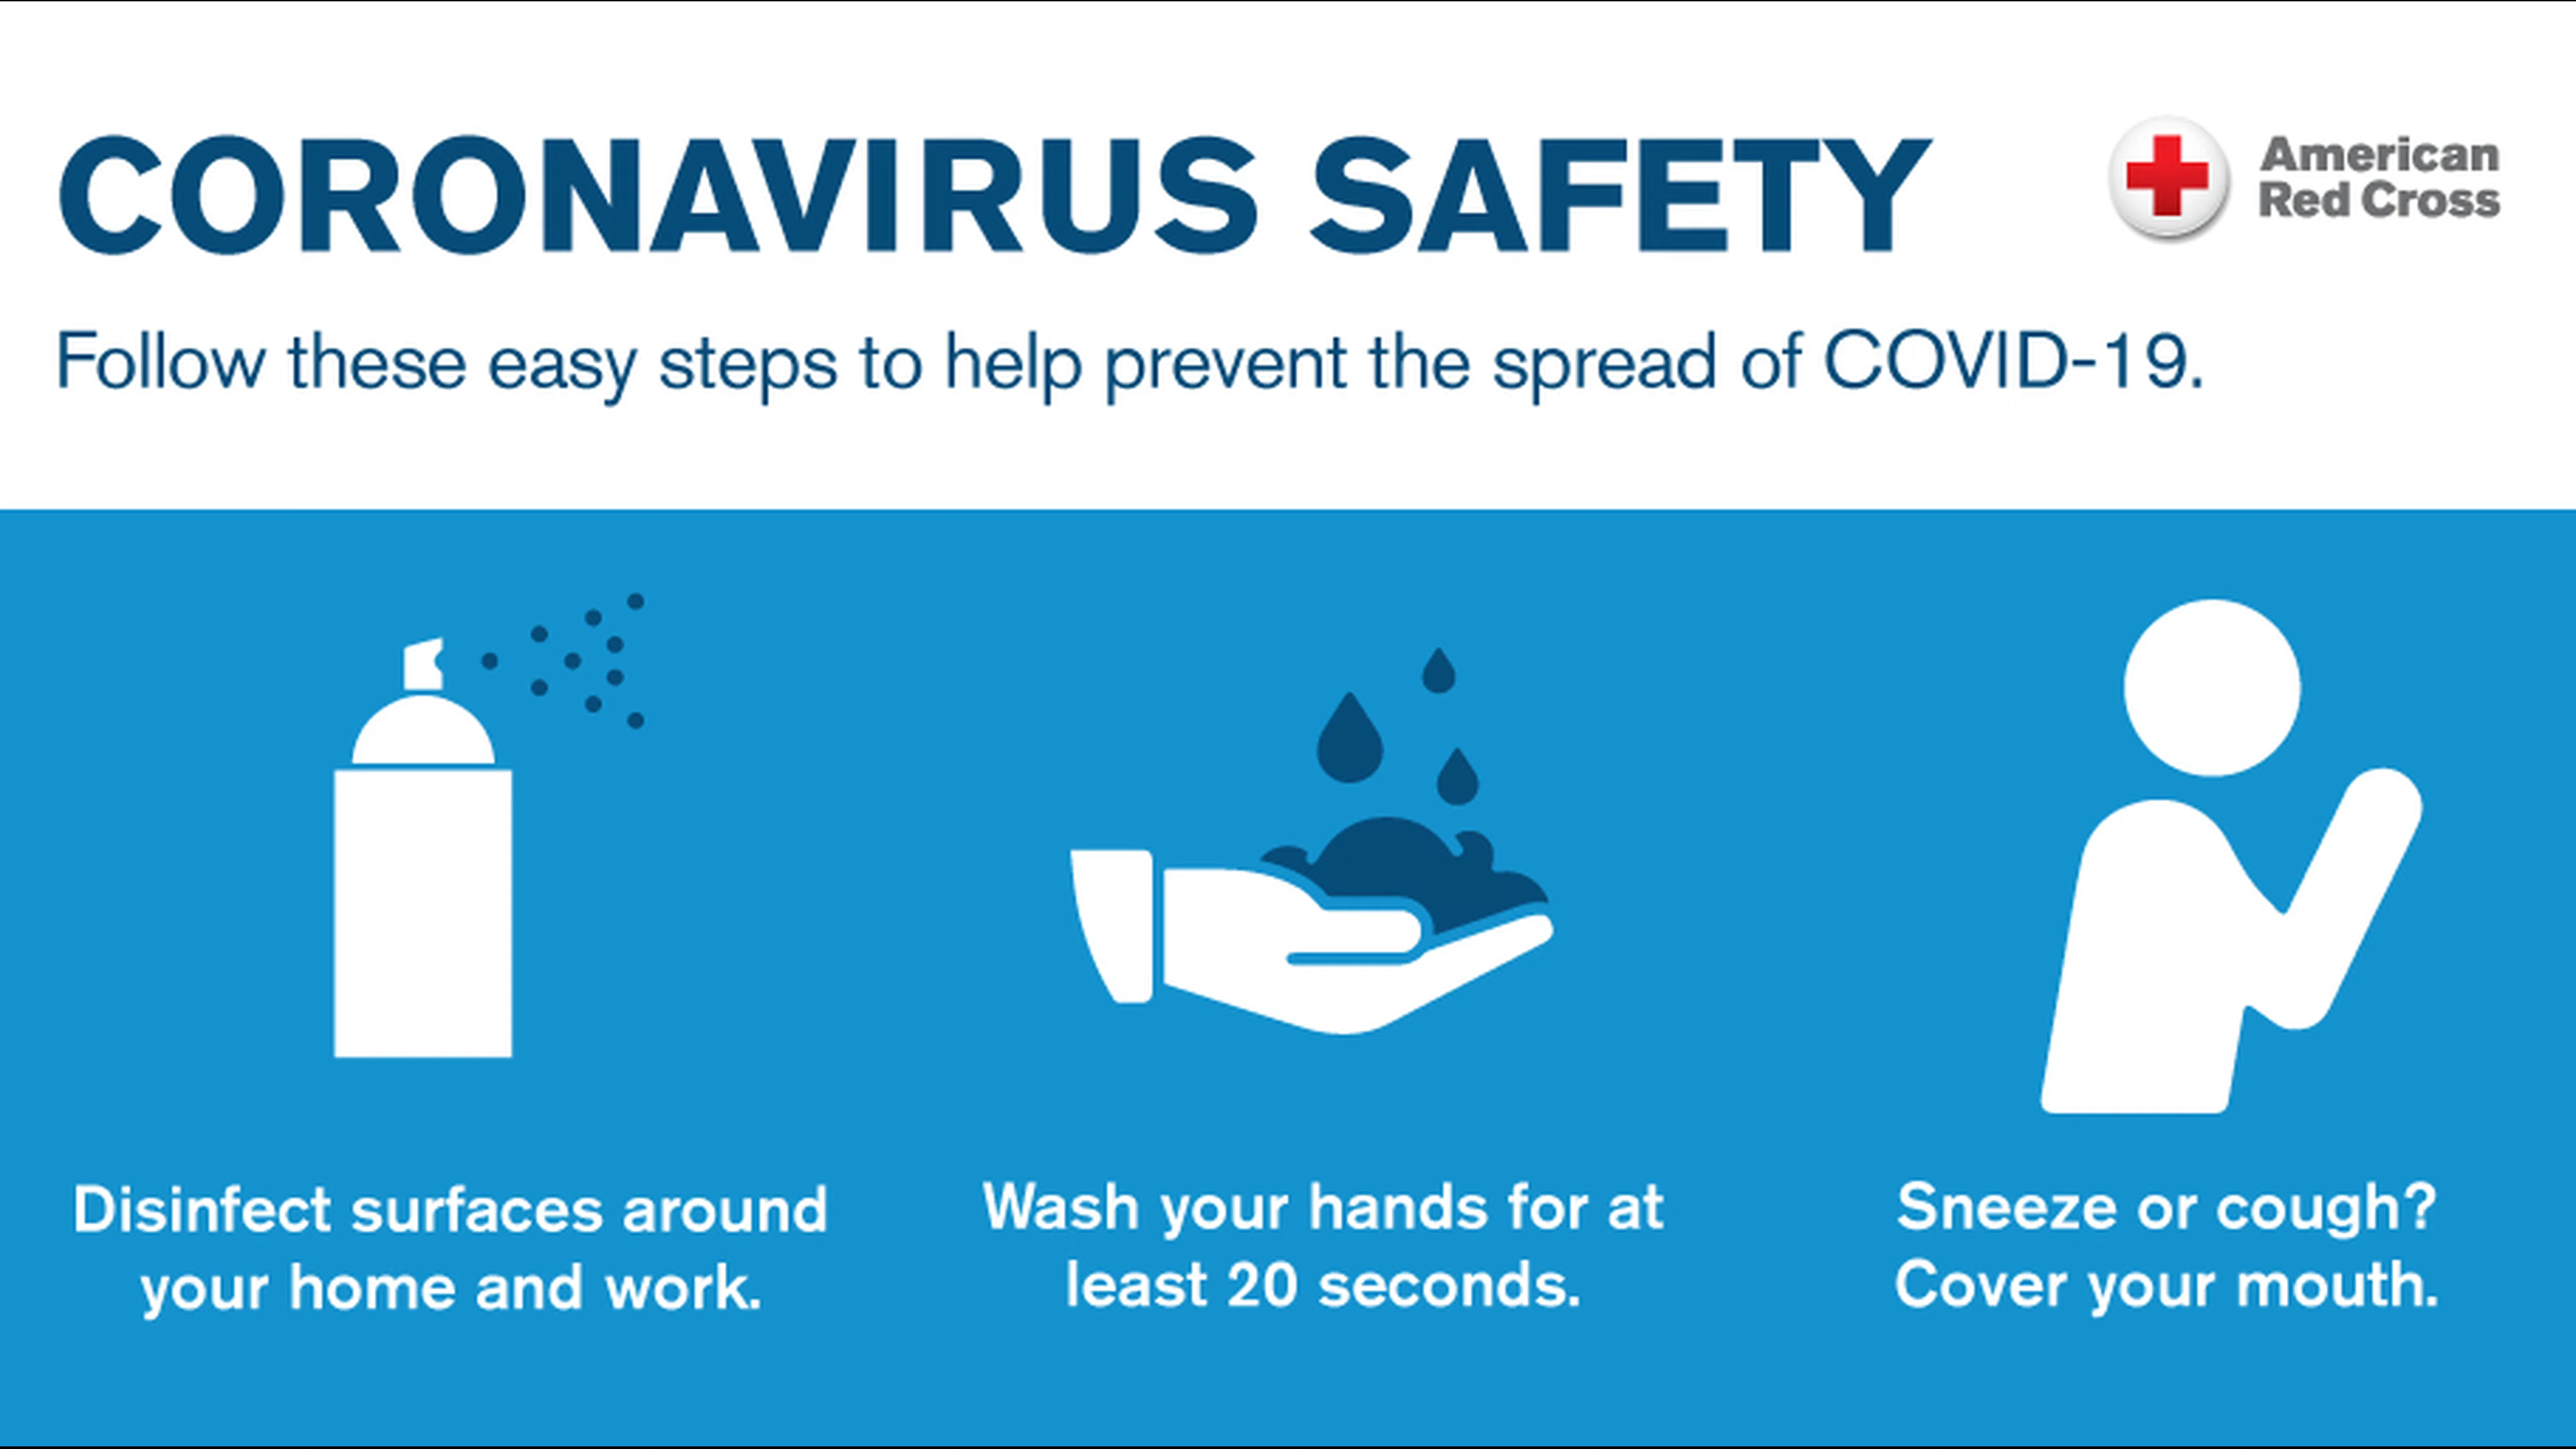 CORONAVIRUS SAFETY
American
Red Cross
Follow these easy steps to help prevent the spread of COVID-19.
Disinfect surfaces around
your home and work.
Wash your hands for at
least 20 seconds.
Sneeze or cough?
Cover your mouth.